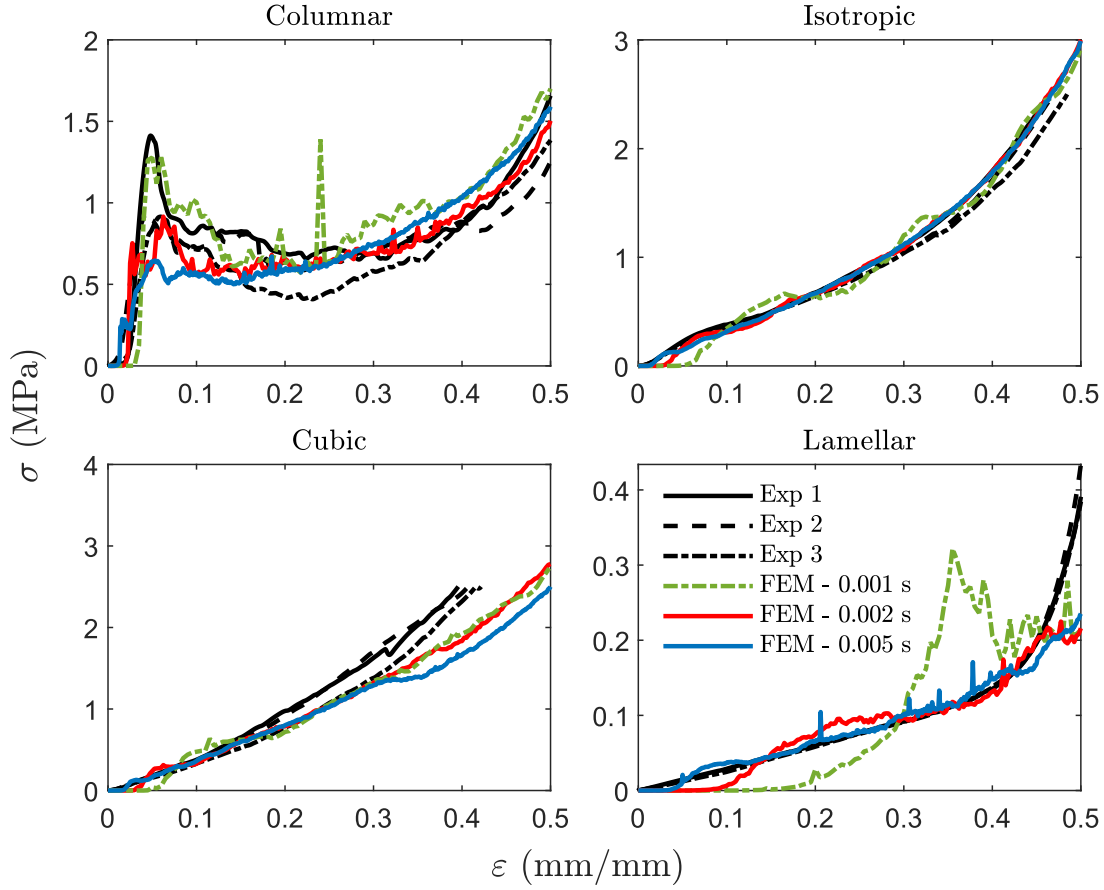 Columnar
Isotropic
2
1.5
1
0.5
0
0 0.1 0.2 0.3 0.4 0.5
3
2
1
0
0 0.1 0.2 0.3 0.4 0.5
σ (MPa)
Cubic
Lamellar
4
3
2
1
0
0 0.1 0.2 0.3 0.4 0.5
0.4
0.3
0.2
0.1
0
Exp 1
Exp 2
Exp 3
FEM - 0.001 s
FEM - 0.002 s
FEM - 0.005 s
0 0.1 0.2 0.3 0.4 0.5
ε (mm/mm)